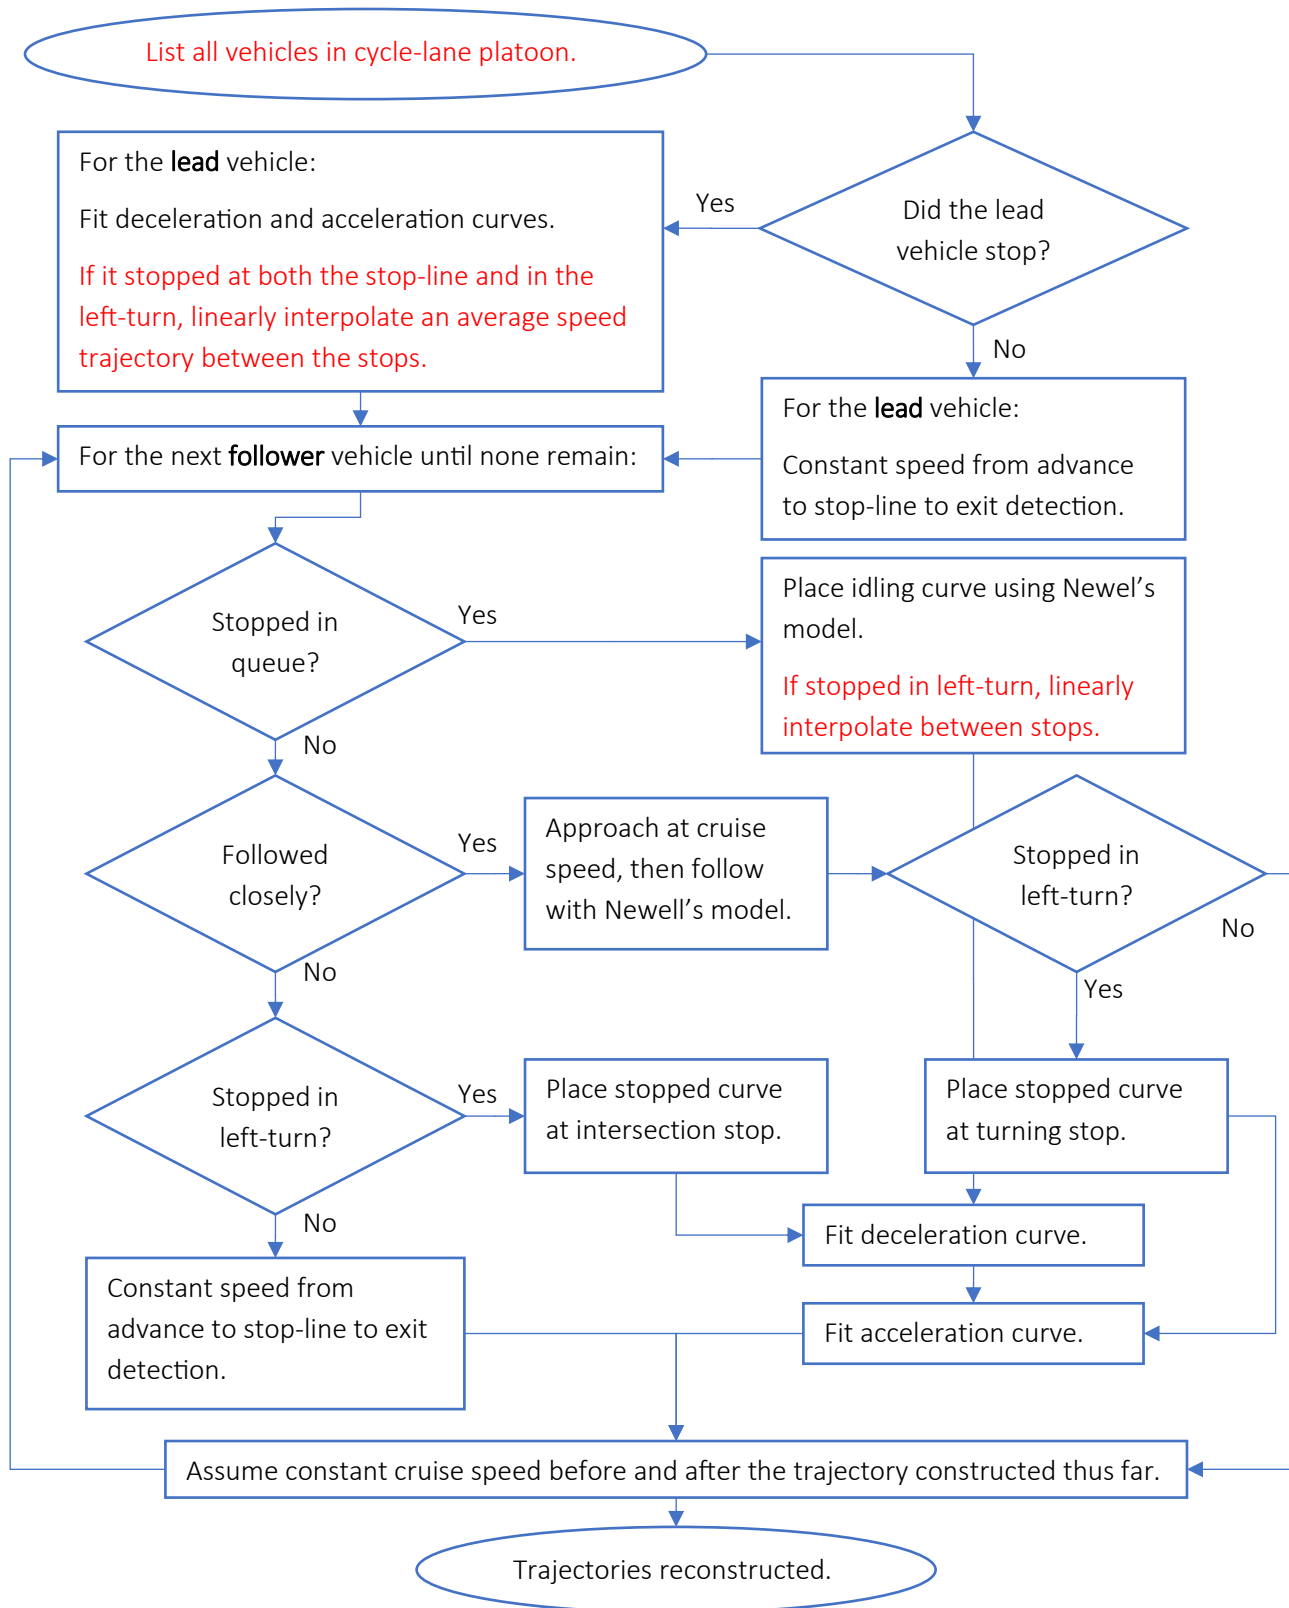 List all vehicles in cycle-lane platoon.
Did the lead
vehicle stop?
Yes
No
For the lead vehicle:
Fit deceleration and acceleration curves.
If it stopped at both the stop-line and in the
left-turn, linearly interpolate an average speed
trajectory between the stops.
For the lead vehicle:
Constant speed from advance
to stop-line to exit detection.
For the next follower vehicle until none remain:
Stopped in
queue?
Yes
No
Place idling curve using Newel’s
model.
If stopped in left-turn, linearly
interpolate between stops.
Followed
closely?
Yes
No
Approach at cruise
speed, then follow
with Newell’s model.
Stopped in
left-turn?
No
Yes
Stopped in
left-turn?
Yes
No
Place stopped curve
at intersection stop.
Place stopped curve
at turning stop.
Fit deceleration curve.
Fit acceleration curve.
Constant speed from
advance to stop-line to exit
detection.
Assume constant cruise speed before and after the trajectory constructed thus far.
Trajectories reconstructed.